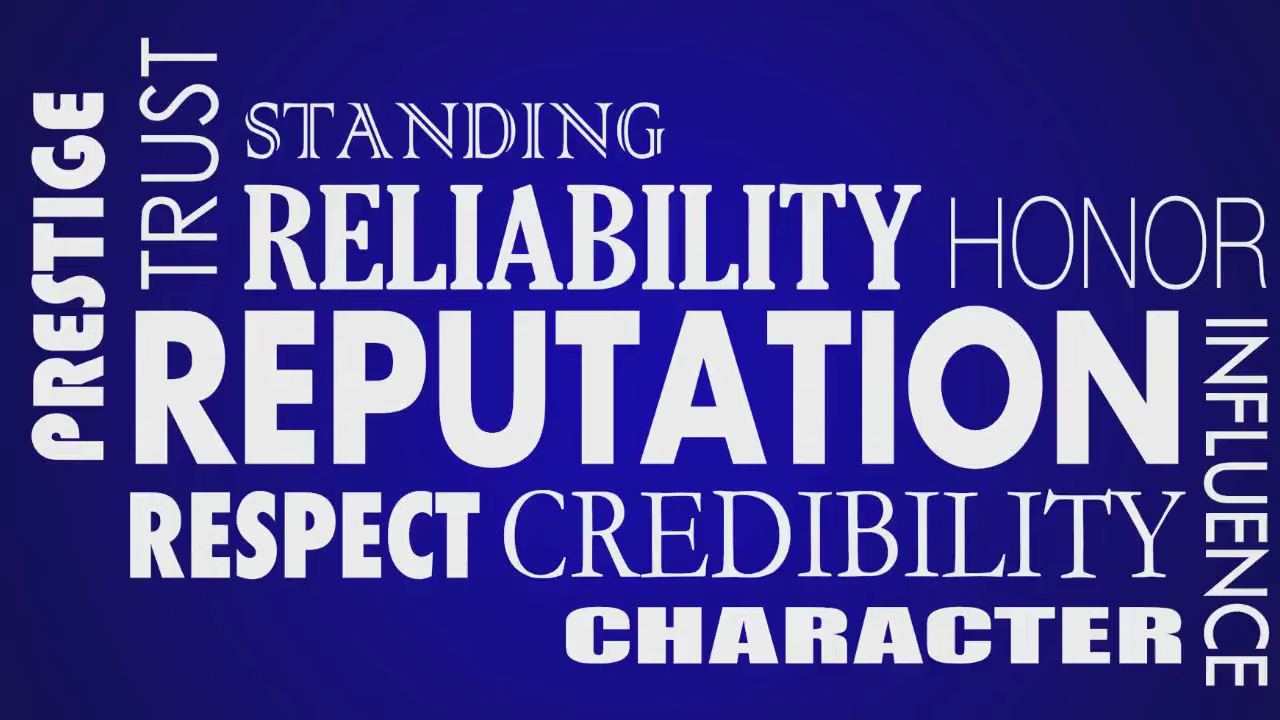 PRESTIGE
TRUST
STANDING
RELIABILITY
HONOR
REPUTATION
INFLUENCE
RESPECT
CREDIBILITY
CHARACTER